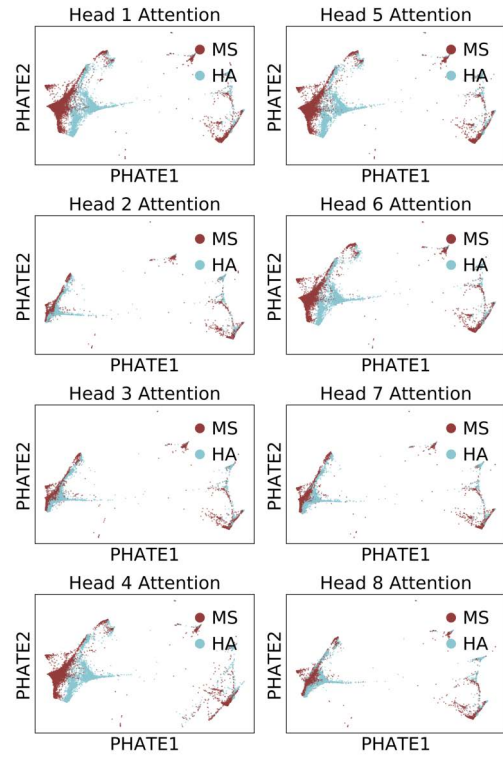 Head 1 Attention
MS
HA
PHATE2
PHATE1
Head 5 Attention
MS
HA
PHATE2
PHATE1
Head 2 Attention
MS
HA
PHATE2
PHATE1
Head 6 Attention
MS
HA
PHATE2
PHATE1
Head 3 Attention
MS
HA
PHATE2
PHATE1
Head 7 Attention
MS
HA
PHATE2
PHATE1
Head 4 Attention
MS
HA
PHATE2
PHATE1
Head 8 Attention
MS
HA
PHATE2
PHATE1